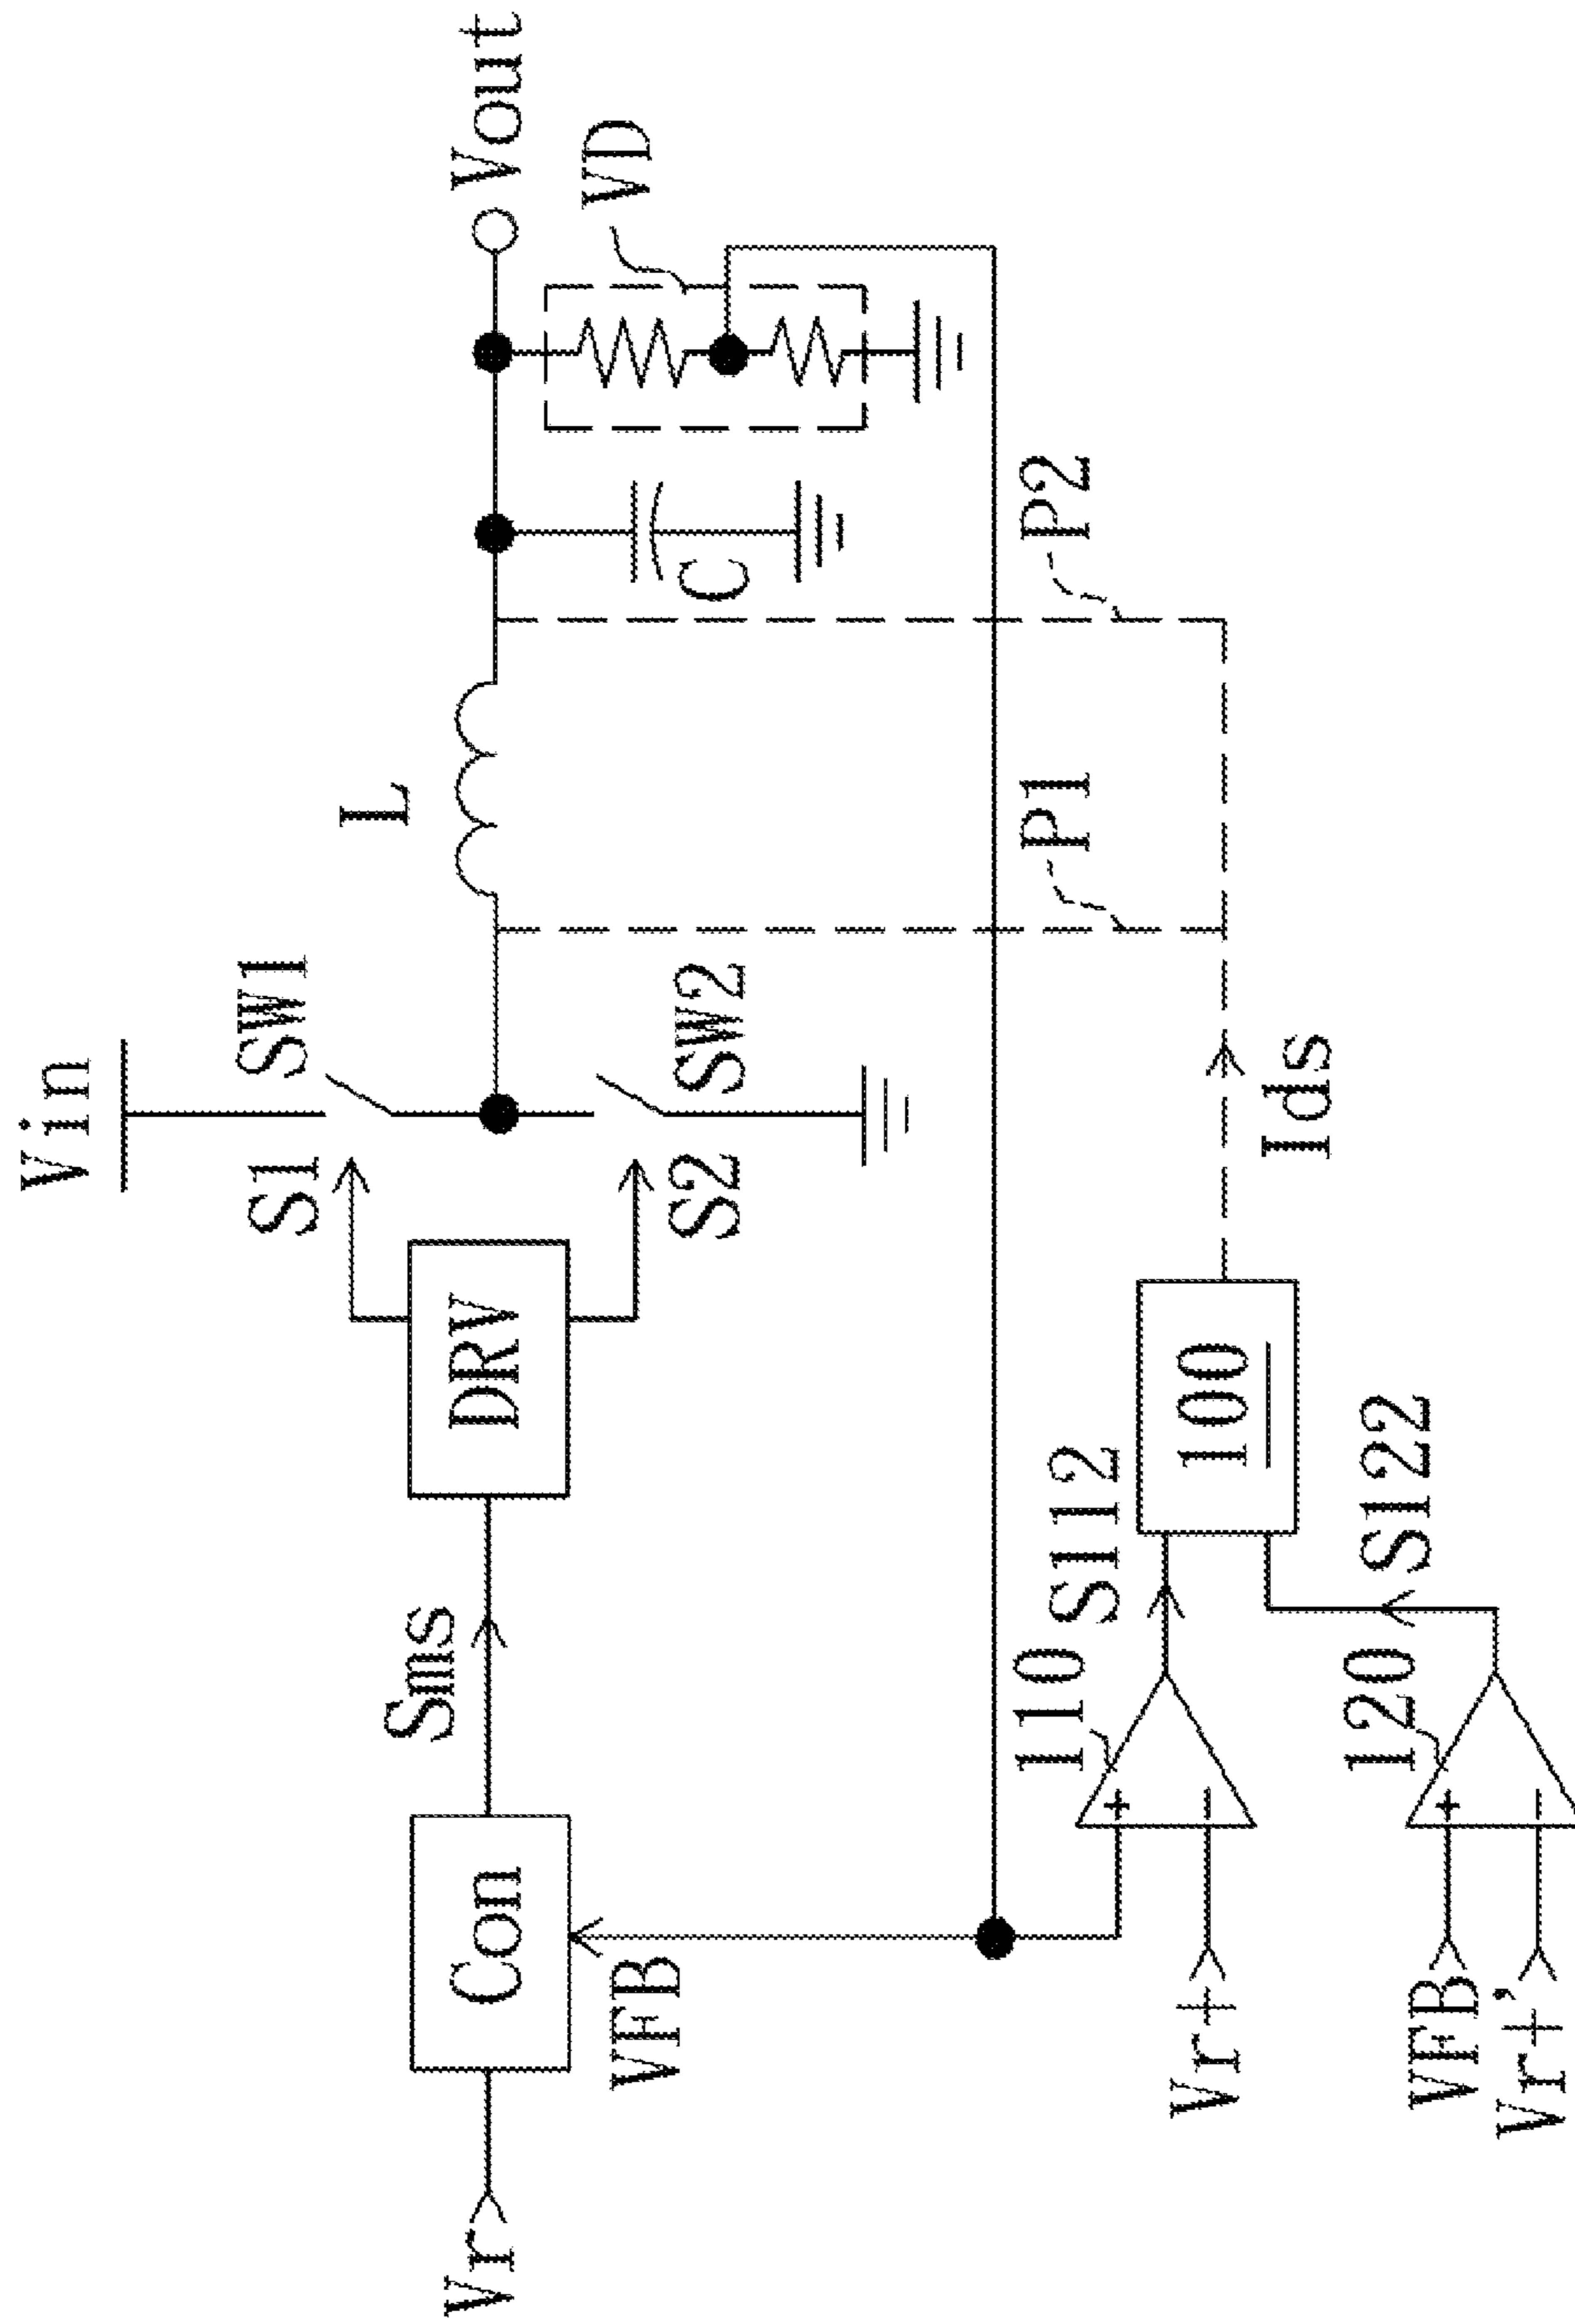 Vin
SW1
S1
L
Vout
Vr
Con
Sms
DRV
S2
SW2
C
VD
VFB
P1
P2
110
S112
Vr+
100
Ids
120
S122
VFB
Vr+'
+
−
+
−